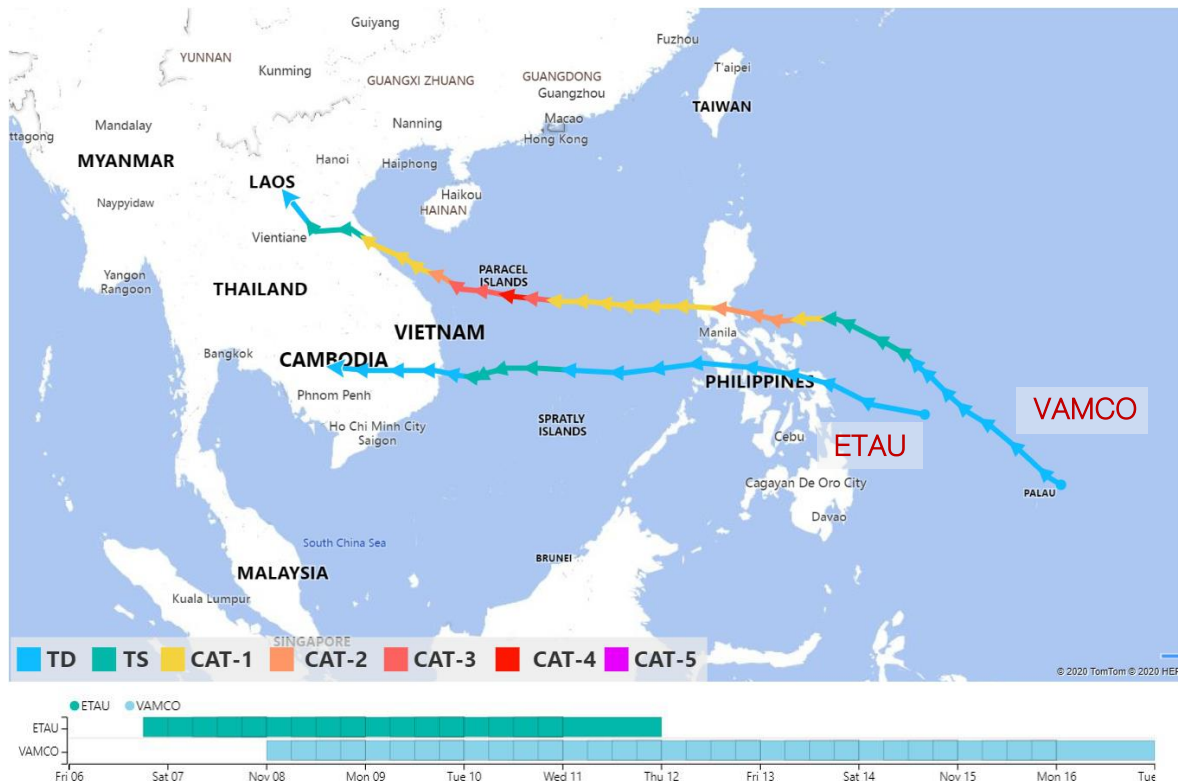 Guiyang
Fuzhou
YUNNAN
T'aipei
Kunming
GUANGXI ZHUANG
GUANGDONG
Guangzhou
TAIWAN
Macao
Hong Kong
ttagong
Mandalay
Nanning
MYANMAR
Hanoi
Haiphong
LAOS
Haikou
HAINAN
Naypyidaw
Vientiane
Yangon
Rangoon
PARACEL
ISLANDS
THAILAND
VIETNAM
Manila
Bangkok
CAMBODIA
PHILIPPINES
Phnom Penh
VAMCO
Ho Chi Minh City
Saigon
SPRATLY
ISLANDS
ETAU
Cebu
Cagayan De Oro City
PALAU
Davao
South China Sea
BRUNEI
MALAYSIA
Kuala Lumpur
SINGAPORE
TD TS CAT-1 CAT-2 CAT-3 CAT-4 CAT-5
© 2020 TomTom © 2020 HER
ETAU VAMCO
ETAU
VAMCO
Fri 06 Sat 07 Nov 08 Mon 09 Tue 10 Wed 11 Thu 12 Fri 13 Sat 14 Nov 15 Mon 16 Tue